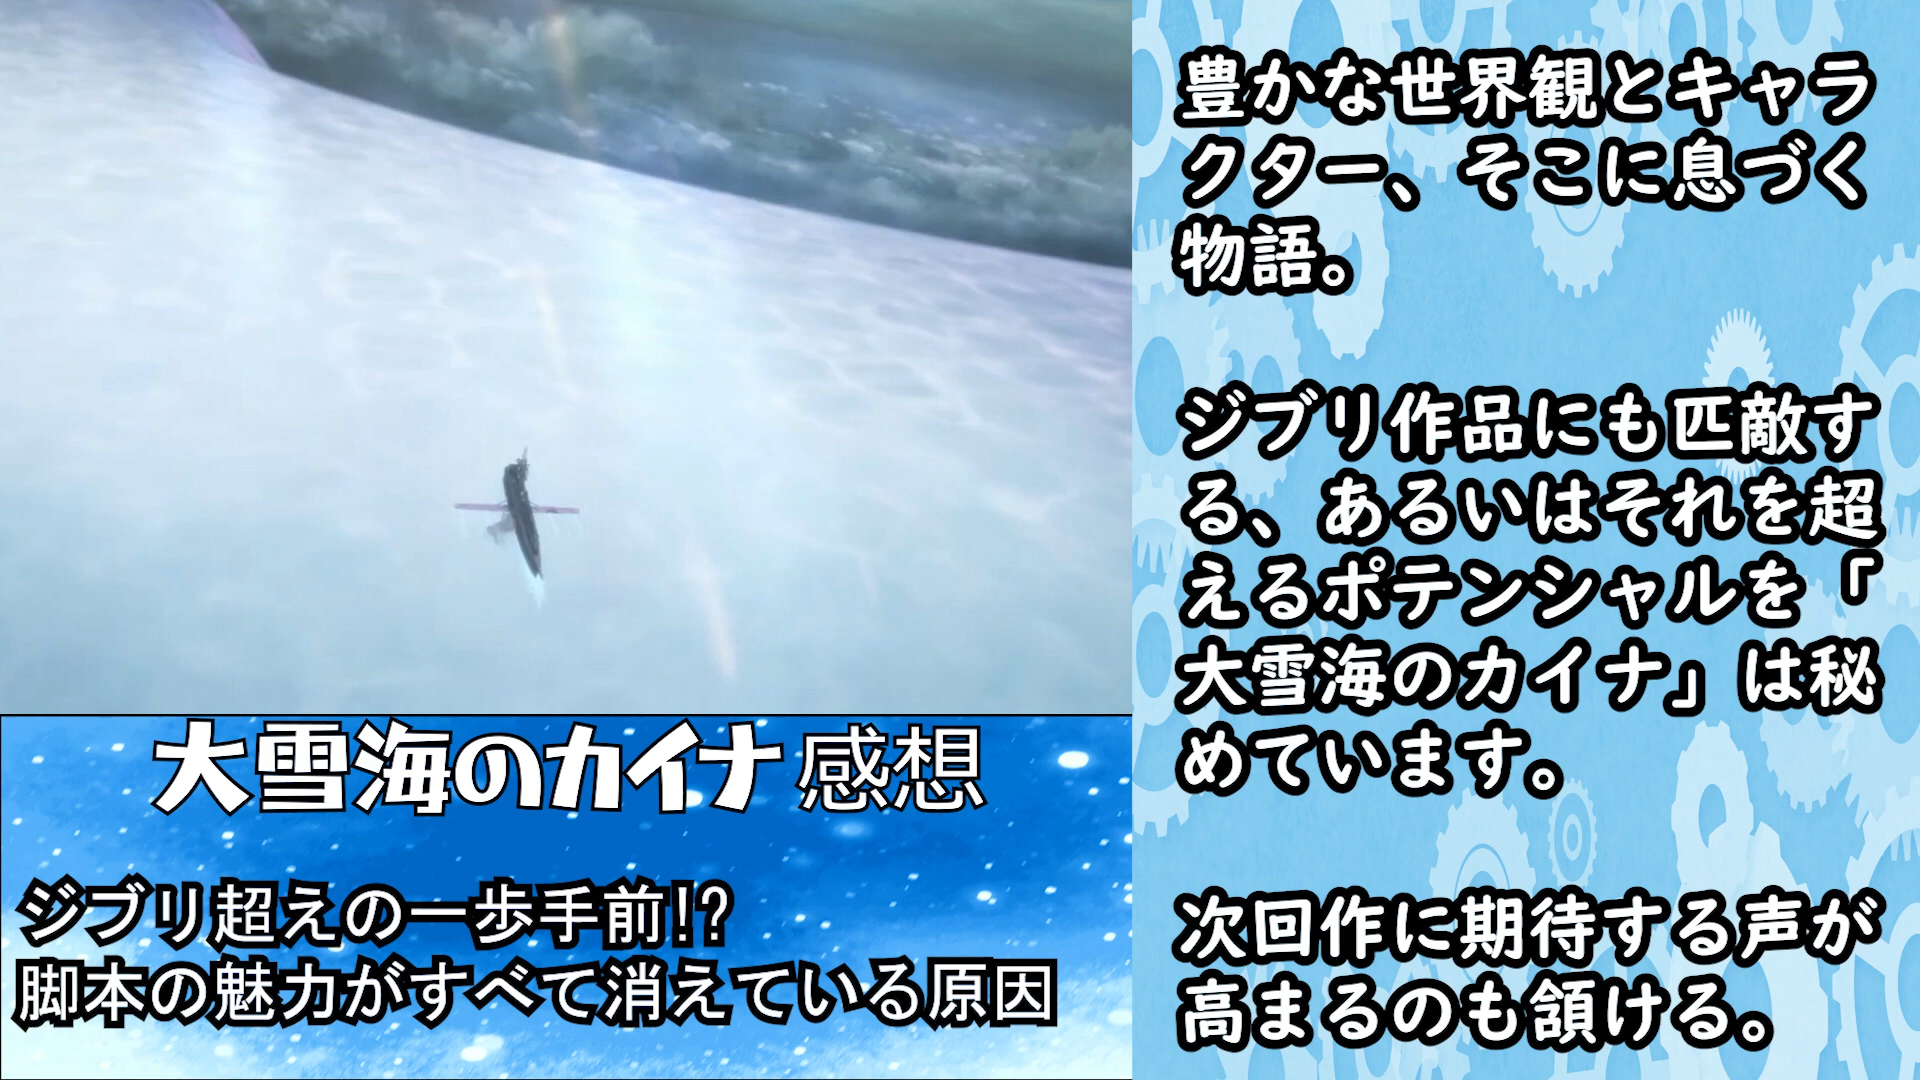 豊かな世界観とキャラ
クター、そこに息づく
物語。
ジブリ作品にも匹敵す
る、あるいはそれを超
えるポテンシャルを「
大雪海のカイナ」は秘
めています。
次回作に期待する声が
高まるのも頷ける。
大雪海のカイナ感想
ジブリ超えの一歩手前!?
脚本の魅力がすべて消えている原因